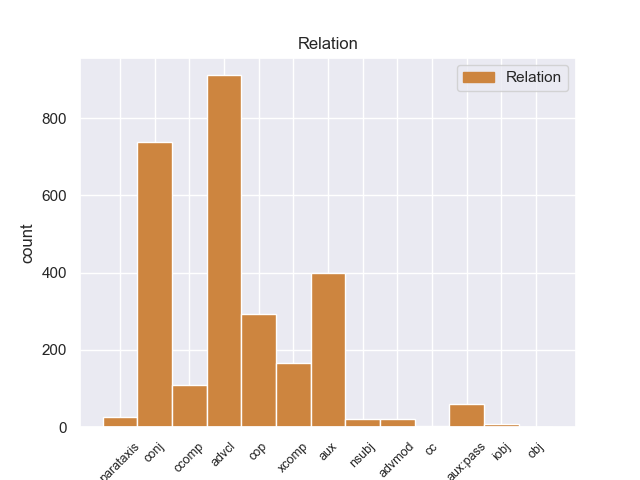 Relation
Relation
count
800
600
400
200
0
parataxis
conj
ccomp
advcl
cop
xcomp
aux
nsubj
advmod
cc
aux:pass
iobj
obj